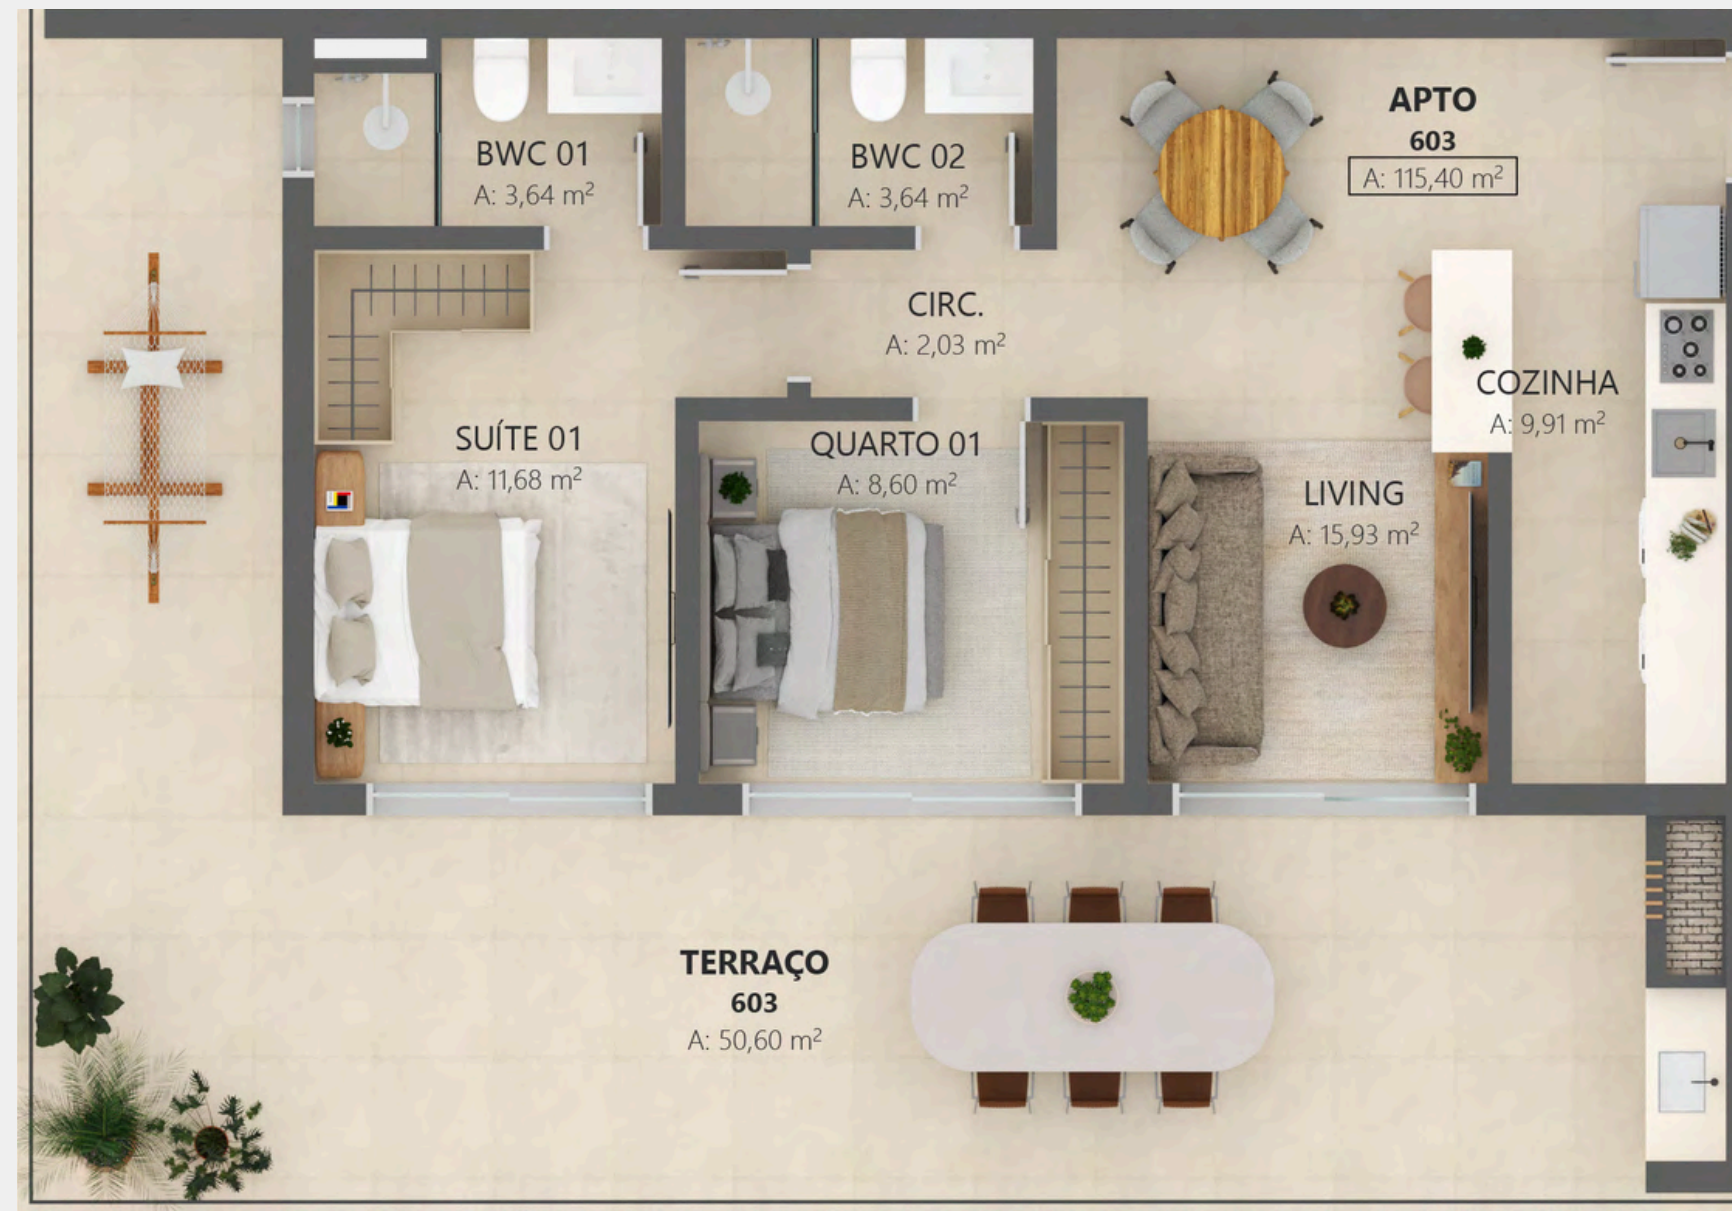 APTO
603
A: 115,40 m²
BWC 01
A: 3,64 m²
BWC 02
A: 3,64 m²
CIRC.
A: 2,03 m²
COZINHA
A: 9,91 m²
SUÍTE 01
A: 11,68 m²
QUARTO 01
A: 8,60 m²
LIVING
A: 15,93 m²
TERRAÇO
603
A: 50,60 m²